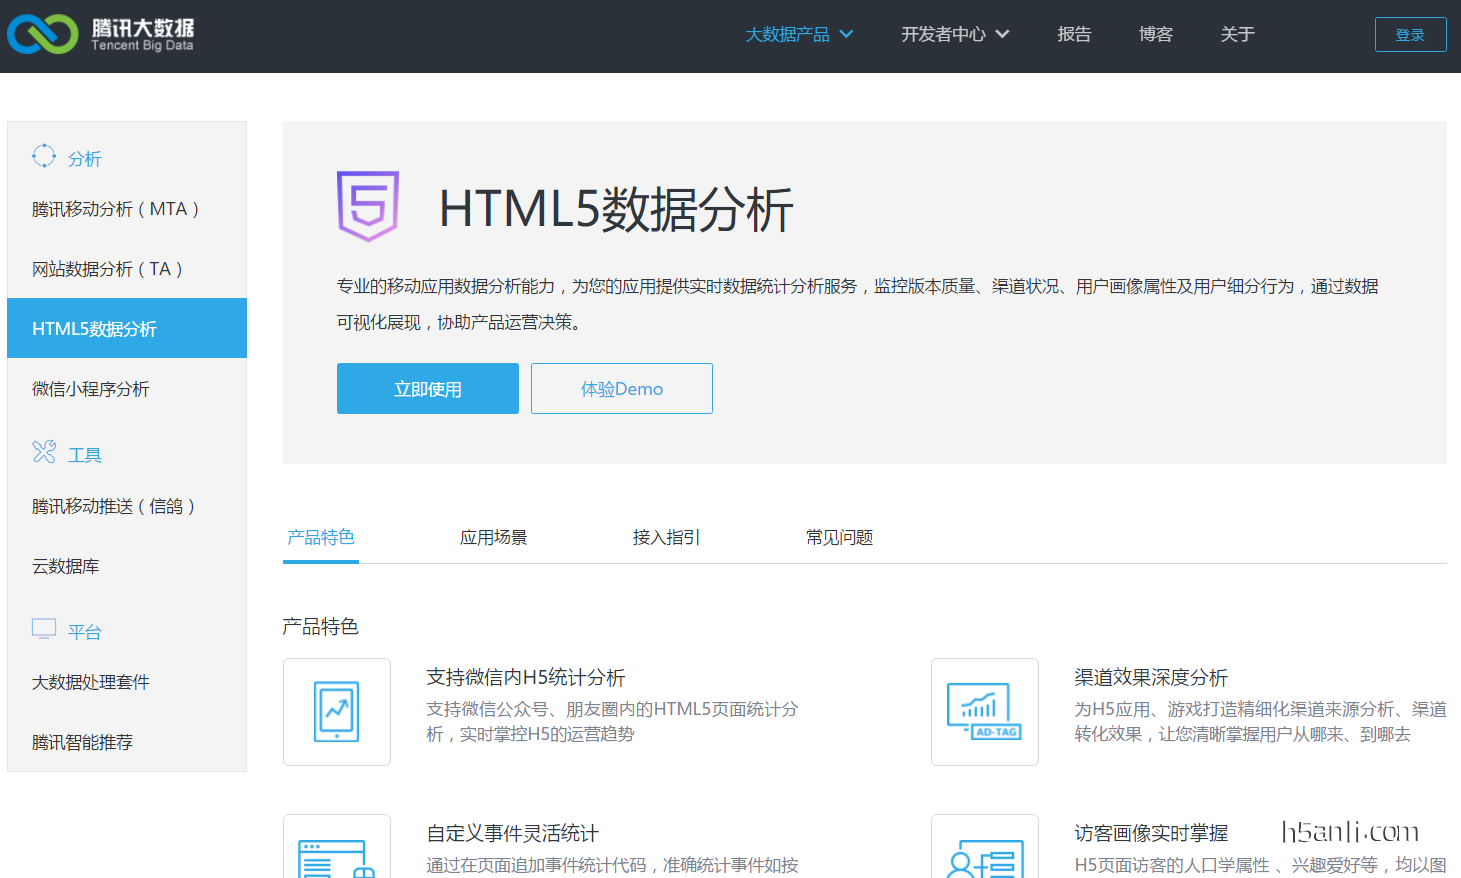 腾讯大数据
Tencent Big Data
大数据产品
开发者中心
报告
博客
关于
登录
分析
腾讯移动分析（MTA）
网站数据分析（TA）
HTML5数据分析
微信小程序分析
工具
腾讯移动推送（信鸽）
云数据库
平台
大数据处理套件
腾讯智能推荐
5
HTML5数据分析
专业的移动应用数据分析能力，为您的应用提供实时数据统计分析服务，监控版本质量、渠道状况、用户画像属性及用户细分行为，通过数据
可视化展现，协助产品运营决策。
立即使用
体验Demo
产品特色
应用场景
接入指引
常见问题
产品特色
支持微信内H5统计分析
支持微信公众号、朋友圈内的HTML5页面统计分
析，实时掌控H5的运营趋势
AD-TAG
渠道效果深度分析
为H5应用、游戏打造精细化渠道来源分析、渠道
转化效果，让您清晰掌握用户从哪来、到哪去
自定义事件灵活统计
通过在页面追加事件统计代码，准确统计事件如按
访客画像实时掌握
H5页面访客的人口学属性 、兴趣爱好等，均以图
h5anli.com